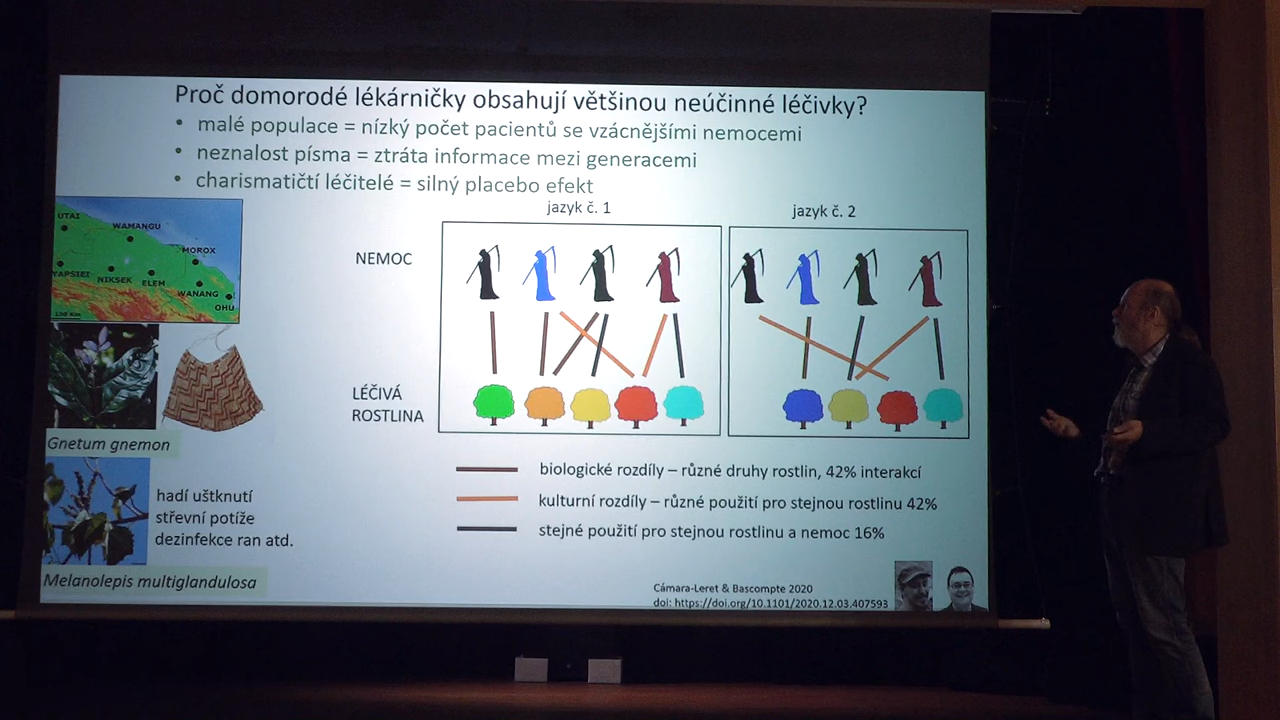 Proč domorodé lékárničky obsahují většinou neúčinné léčivky?
• malé populace = nízký počet pacientů se vzácnějšími nemocemi
• neznalost písma = ztráta informace mezi generacemi
• charismatičtí léčitelé = silný placebo efekt
jazyk č. 1
jazyk č. 2
UTAI
WAMANGU
MOROX
YAPSIEI
NIKSEK
ELEM
WANANG
OHU
NEMOC
LÉČIVÁ
ROSTLINA
Gnetum gnemon
hadí uštknutí
střevní potíže
dezinfekce ran atd.
Melanolepis multiglandulosa
biologické rozdíly – různé druhy rostlin, 42% interakcí
kulturní rozdíly – různé použití pro stejnou rostlinu 42%
stejné použití pro stejnou rostlinu a nemoc 16%
Cámara-Leret & Bascompte 2020
doi: https://doi.org/10.1101/2020.12.03.407593